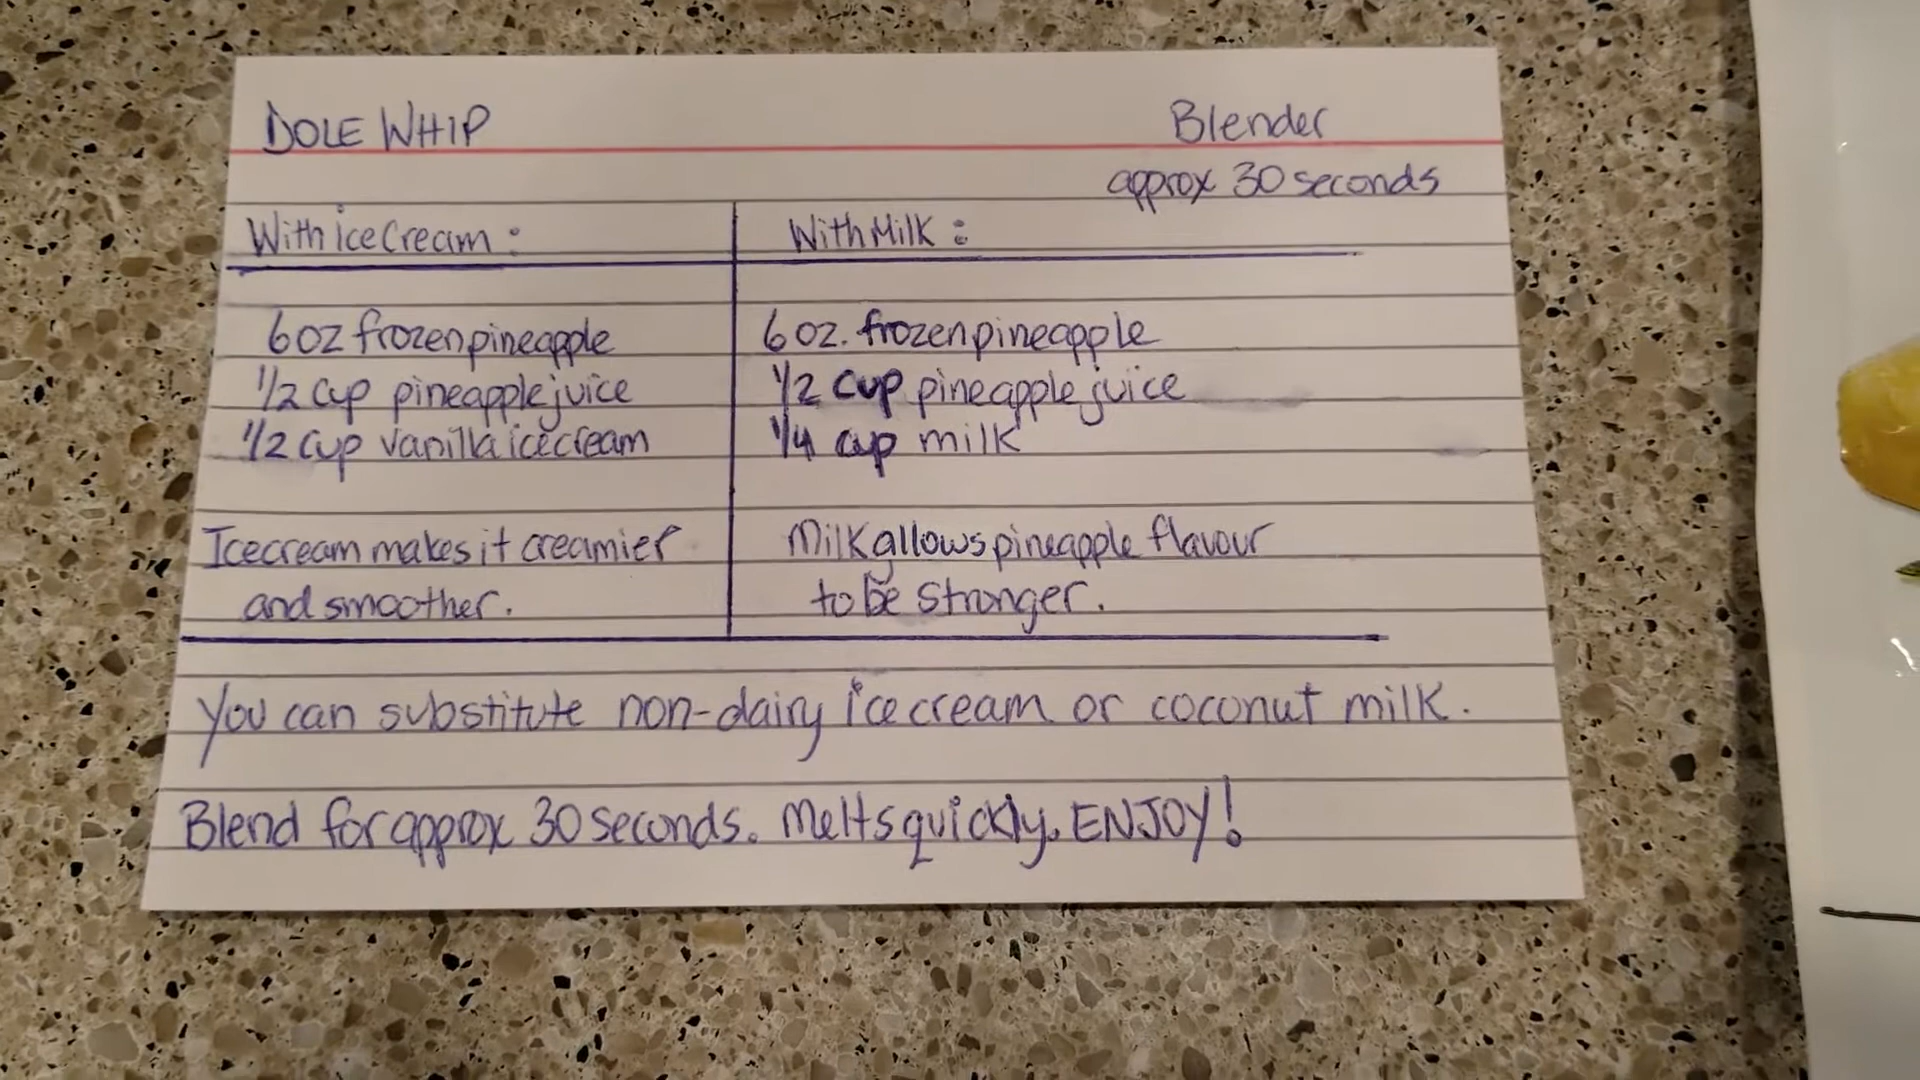 DOLE WHIP
Blender
approx 30 seconds
With ice Cream:
6oz frozen pineapple
1/2 cup pineapple juice
1/2 cup vanilla icecream
Icecream makes it creamier
and smoother.
With Milk:
6 oz. frozen pineapple
1/2 cup pineapple juice
1/4 cup milk
Milk allows pineapple flavour
to be stronger.
You can substitute non-dairy ice cream or coconut milk.
Blend for approx 30 seconds. Melts quickly. ENJOY!